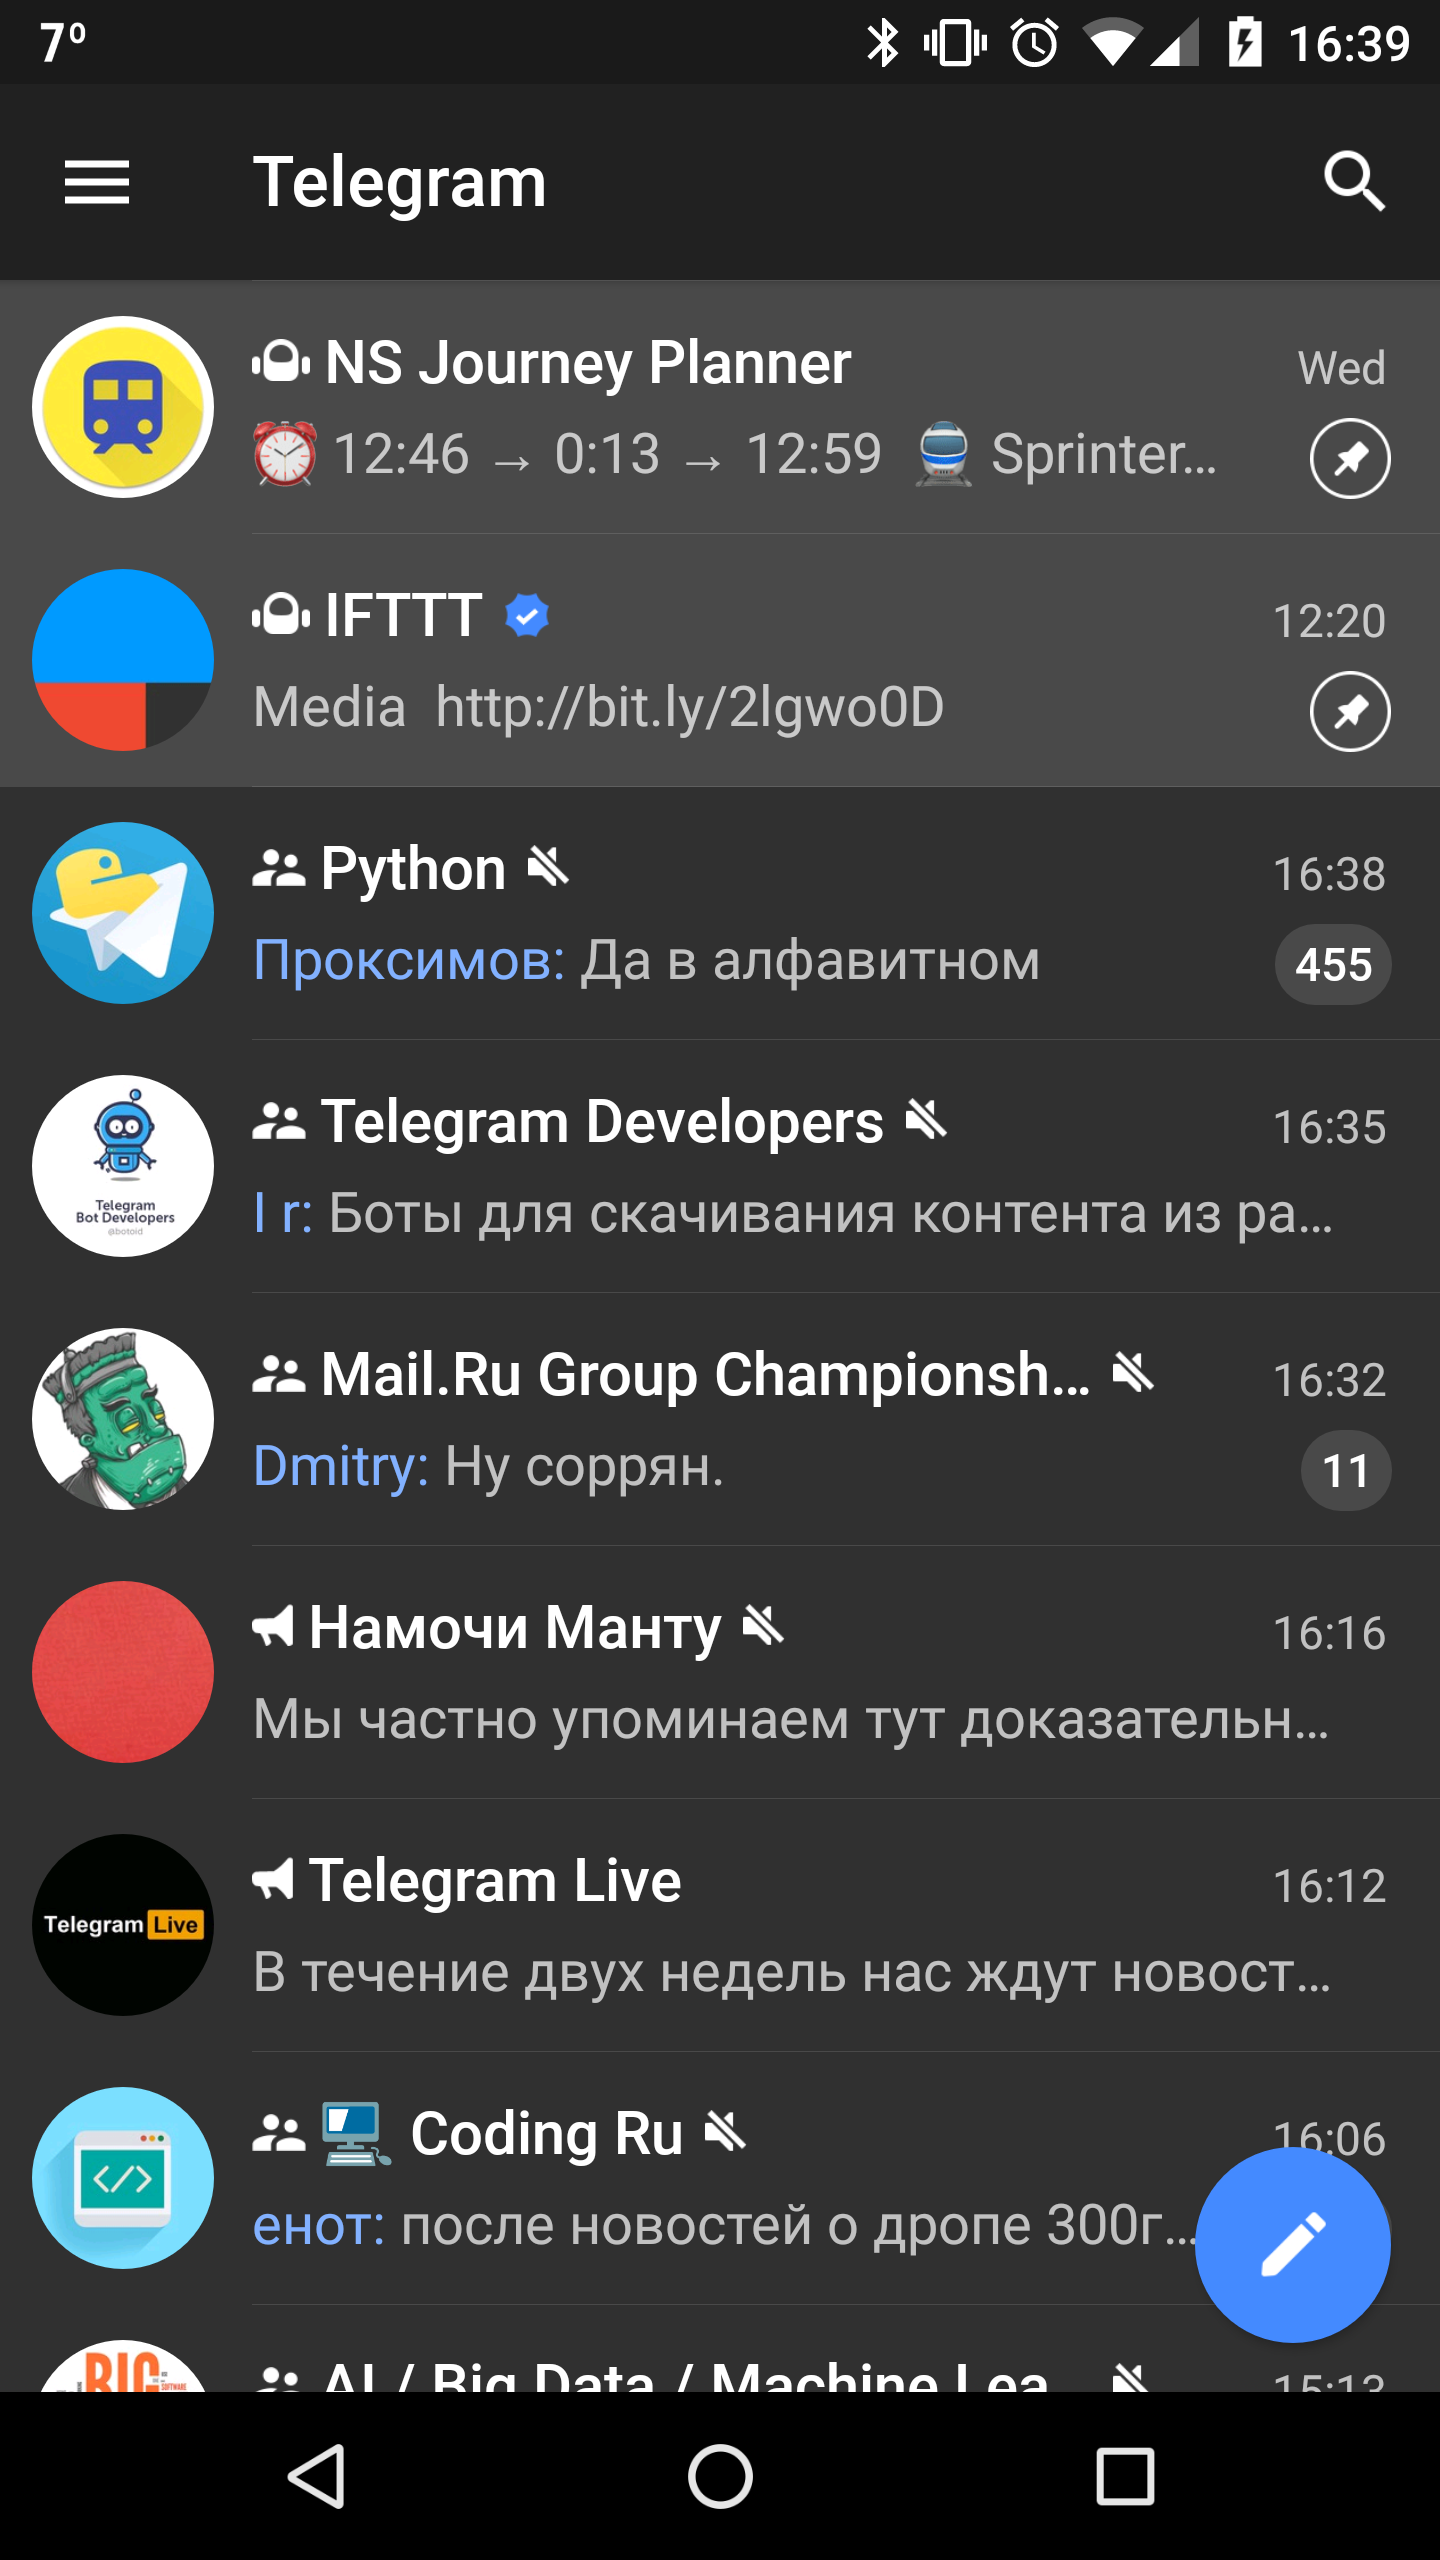 7°
16:39
Telegram
NS Journey Planner
Wed
12:46 → 0:13 → 12:59 Sprinter...
IFTTT
12:20
Media http://bit.ly/2lgwo0D
Python
16:38
Проксимов: Да в алфавитном
455
Telegram Developers
16:35
Telegram
Bot Developers
@botoid
I r: Боты для скачивания контента из ра...
Mail.Ru Group Championsh...
16:32
Dmitry: Ну соррян.
11
Намочи Манту
16:16
Мы частно упоминаем тут доказательн...
Telegram Live
16:12
Telegram Live
В течение двух недель нас ждут новост...
Coding Ru
16:06
</>
енот: после новостей о дропе 300г...
BIG
AI / Big Data / Machine Lea...
15:13